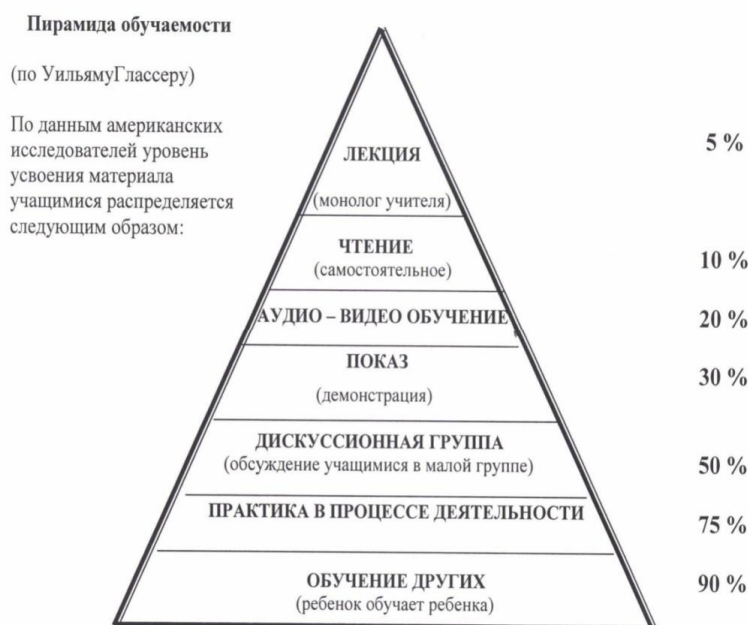 Пирамида обучаемости
(по УильямуГлассеру)
По данным американских
исследователей уровень
усвоения материала
учащимися распределяется
следующим образом:
ЛЕКЦИЯ
(монолог учителя)
5 %
ЧТЕНИЕ
(самостоятельное)
10 %
АУДИО – ВИДЕО ОБУЧЕНИЕ
20 %
ПОКАЗ
(демонстрация)
30 %
ДИСКУССИОННАЯ ГРУППА
(обсуждение учащимися в малой группе)
50 %
ПРАКТИКА В ПРОЦЕССЕ ДЕЯТЕЛЬНОСТИ
75 %
ОБУЧЕНИЕ ДРУГИХ
(ребенок обучает ребенка)
90 %